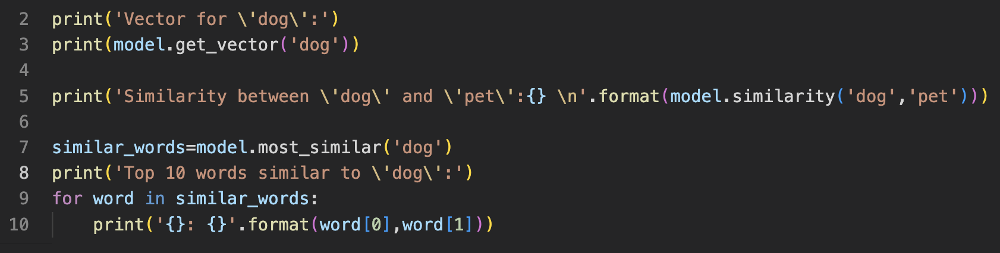 2 print('Vector for \'dog\':')
3 print(model.get_vector('dog'))
4
5 print('Similarity between \'dog\' and \'pet\':{} \n'.format(model.similarity('dog','pet')))
6
7 similar_words=model.most_similar('dog')
8 print('Top 10 words similar to \'dog\':')
9 for word in similar_words:
10     print('{}: {}'.format(word[0],word[1]))